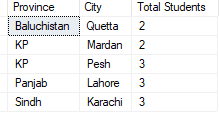 Province City Total Students
Baluchistan Quetta 2
KP Mardan 2
KP Pesh 3
Panjab Lahore 3
Sindh Karachi 3